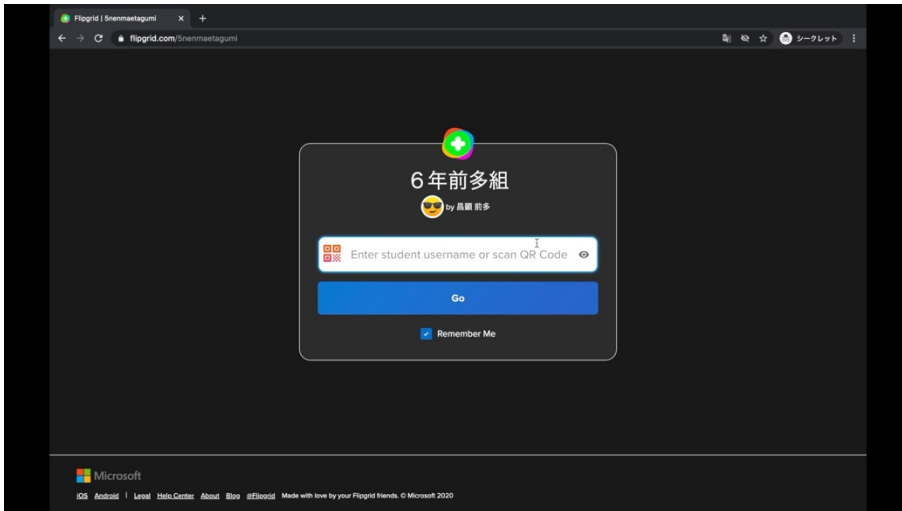 Flipgrid | 5nenmaetagumi
flipgrid.com/5nenmaetagumi
シークレット
6年前多組
by 昌顕 前多
Enter student username or scan QR Code
Go
Remember Me
Microsoft
iOS Android | Legal Help Center About Blog @Flipgrid Made with love by your Flipgrid friends. © Microsoft 2020